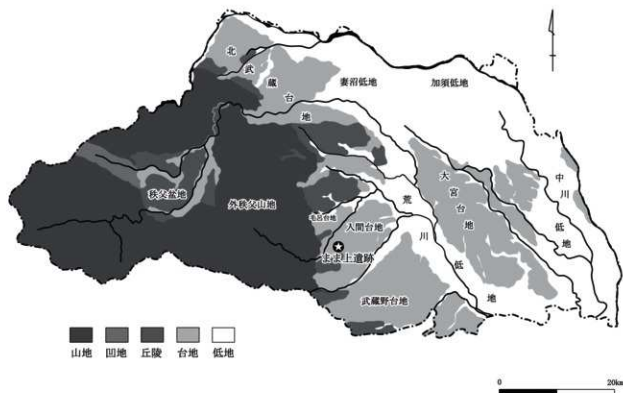 北武蔵台地
妻沼低地
加須低地
秩父盆地
外秩父山地
毛呂台地
入間台地
まま上遺跡
荒川低地
大宮台地
中川低地
武蔵野台地
山地
凹地
丘陵
台地
低地
0
20km